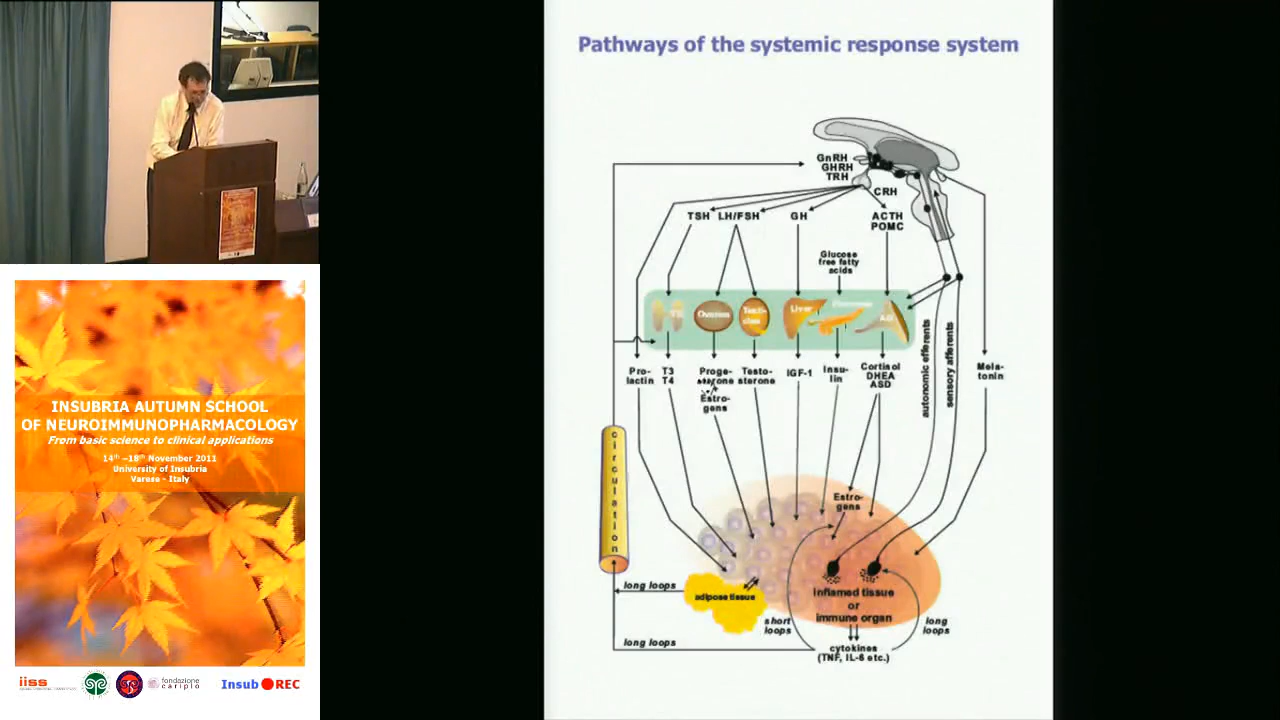 Pathways of the systemic response system
GnRH
GHRH
TRH
CRH
TSH
LH/FSH
GH
ACTH
POMC
Glucose
free fatty
acids
Ovaries
Testi-
cles
Liver
Pancreas
Pro-
lactin
T3
T4
Proge-
sterone
Estro-
gens
Testo-
sterone
IGF-1
Insu-
lin
Cortisol
DHEA
ASD
autonomic efferents
sensory afferents
Mela-
tonin
circulation
Estro-
gens
long loops
adipose tissue
inflamed tissue
or
immune organ
short
loops
long
loops
long loops
cytokines
(TNF, IL-6 etc.)
INSUBRIA AUTUMN SCHOOL
OF NEUROIMMUNOPHARMACOLOGY
From basic science to clinical applications
14th –18th November 2011
University of Insubria
Varese - Italy
iiss
fondazione
cariplo
Insub REC